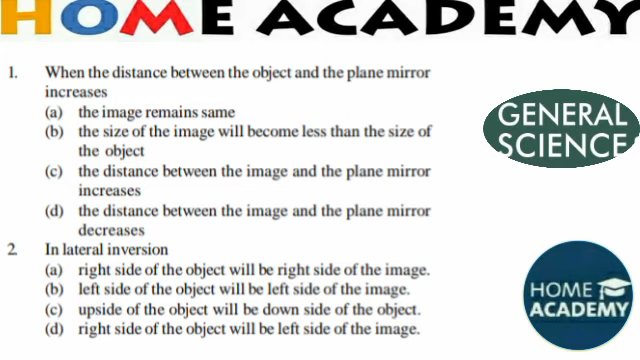 HOME ACADEMY
1. When the distance between the object and the plane mirror
increases
(a) the image remains same
(b) the size of the image will become less than the size of
the object
(c) the distance between the image and the plane mirror
increases
(d) the distance between the image and the plane mirror
decreases
2. In lateral inversion
(a) right side of the object will be right side of the image.
(b) left side of the object will be left side of the image.
(c) upside of the object will be down side of the object.
(d) right side of the object will be left side of the image.
GENERAL
SCIENCE
HOME
ACADEMY